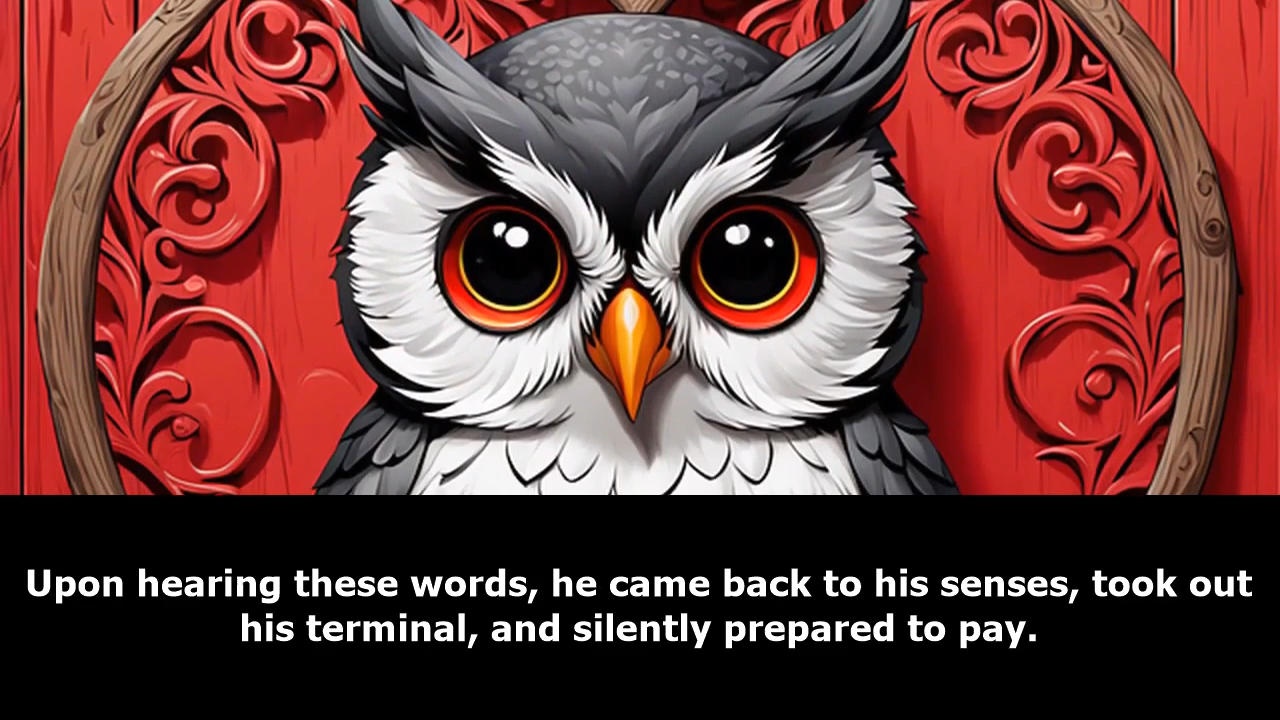 Upon hearing these words, he came back to his senses, took out
his terminal, and silently prepared to pay.